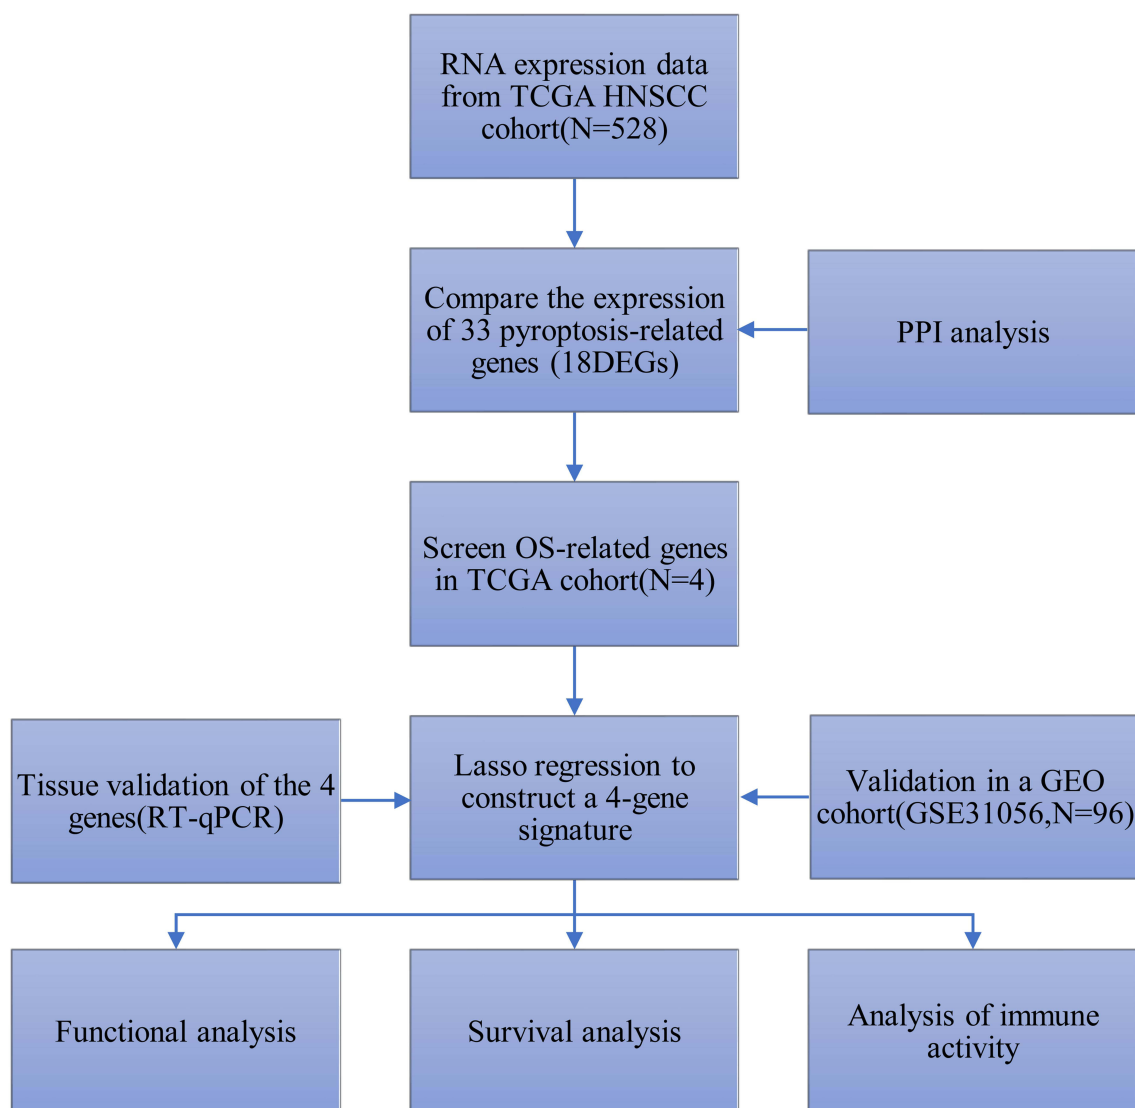 RNA expression data
from TCGA HNSCC
cohort(N=528)
Compare the expression
of 33 pyroptosis-related
genes (18DEGs)
PPI analysis
Screen OS-related genes
in TCGA cohort(N=4)
Tissue validation of the 4
genes(RT-qPCR)
Lasso regression to
construct a 4-gene
signature
Validation in a GEO
cohort(GSE31056,N=96)
Functional analysis
Survival analysis
Analysis of immune
activity